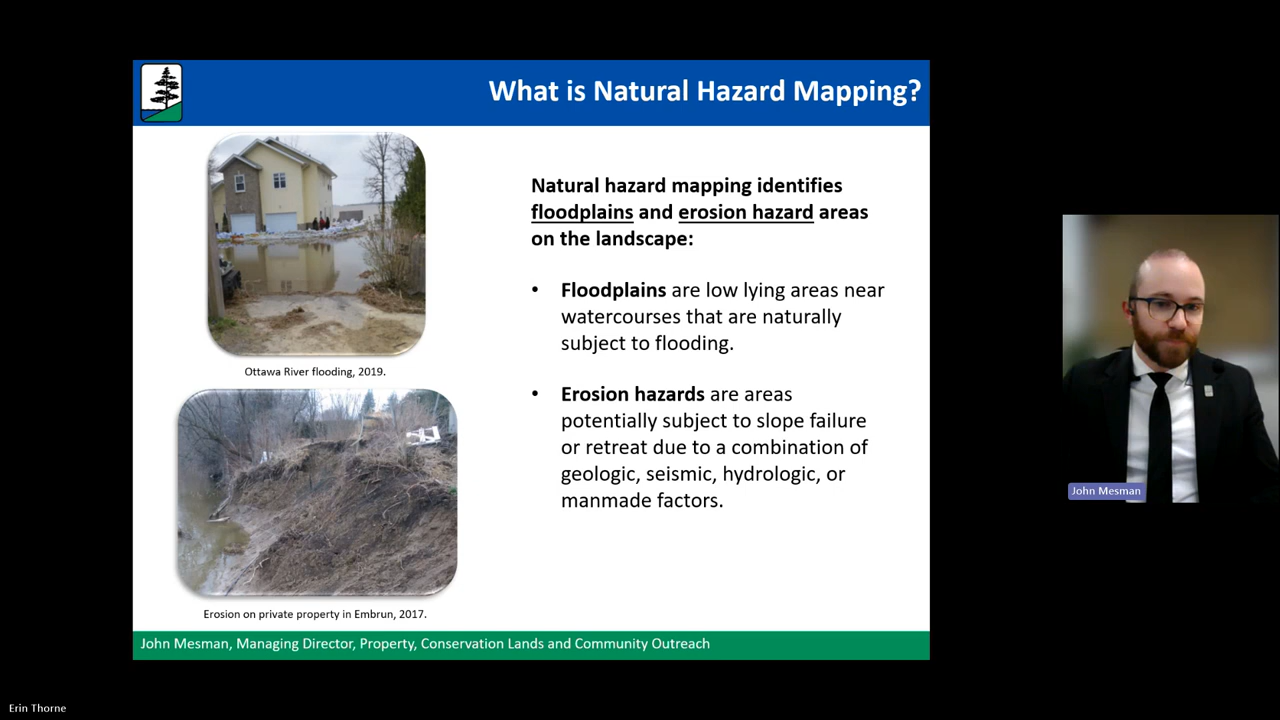 What is Natural Hazard Mapping?
Natural hazard mapping identifies
floodplains and erosion hazard areas
on the landscape:
• Floodplains are low lying areas near
watercourses that are naturally
subject to flooding.
Ottawa River flooding, 2019.
• Erosion hazards are areas
potentially subject to slope failure
or retreat due to a combination of
geologic, seismic, hydrologic, or
manmade factors.
Erosion on private property in Embrun, 2017.
John Mesman, Managing Director, Property, Conservation Lands and Community Outreach
John Mesman
Erin Thorne